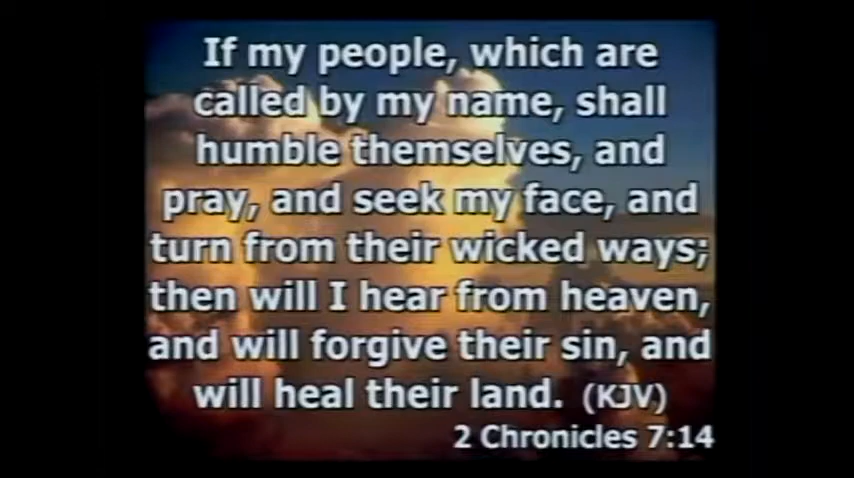 If my people, which are
called by my name, shall
humble themselves, and
pray, and seek my face, and
turn from their wicked ways;
then will I hear from heaven,
and will forgive their sin, and
will heal their land. (KJV)
2 Chronicles 7:14